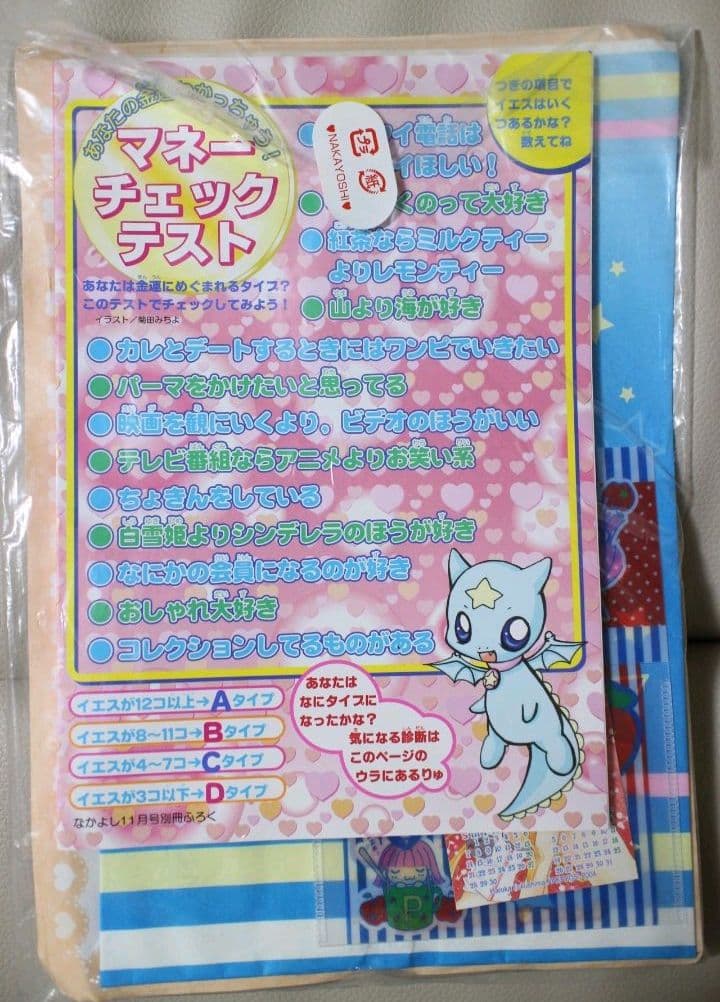 あなたの金
かっちゃう!
マネー
チェック
テスト
あなたは金運にめぐまれるタイプ?
このテストでチェックしてみよう!
イラスト/菊田みちよ
つぎの項目で
イエスはいく
つあるかな?
数えてね
♥NAKAYOSHI♥
プラ
紙
イ電話は
イほしい!
くのって大好き
●紅茶ならミルクティー
よりレモンティー
●山より海が好き
●カレとデートするときにはワンピでいきたい
●パーマをかけたいと思ってる
●映画を観にいくより。ビデオのほうがいい
●テレビ番組ならアニメよりお笑い系
●ちょきんをしている
●白雪姫よりシンデレラのほうが好き
●なにかの会員になるのが好き
●おしゃれ大好き
●コレクションしてるものがある
イエスが12コ以上→Aタイプ
イエスが8~11コ→Bタイプ
イエスが4~7コ→Cタイプ
イエスが3コ以下→Dタイプ
なかよし11月号別冊ふろく
あなたは
なにタイプに
なったかな?
気になる診断は
このページの
ウラにあるりゅ
P